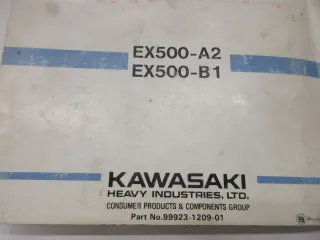 EX500-A2
EX500-B1
KAWASAKI
HEAVY INDUSTRIES, LTD.
CONSUMER PRODUCTS & COMPONENTS GROUP
Part No.99923-1209-01